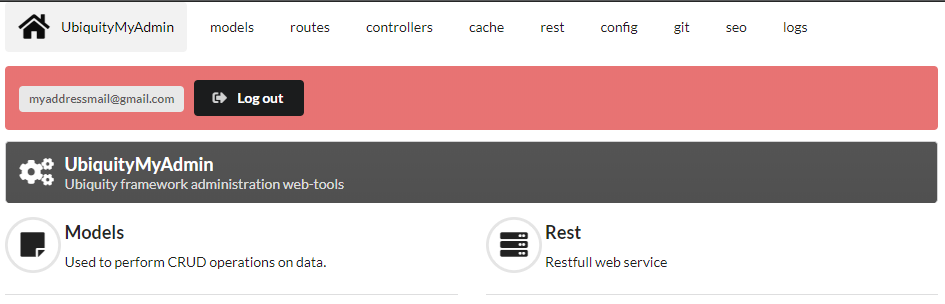 UbiquityMyAdmin models routes controllers cache rest config git seo logs
myaddressmail@gmail.com Log out
UbiquityMyAdmin
Ubiquity framework administration web-tools
Models
Used to perform CRUD operations on data.
Rest
Restfull web service